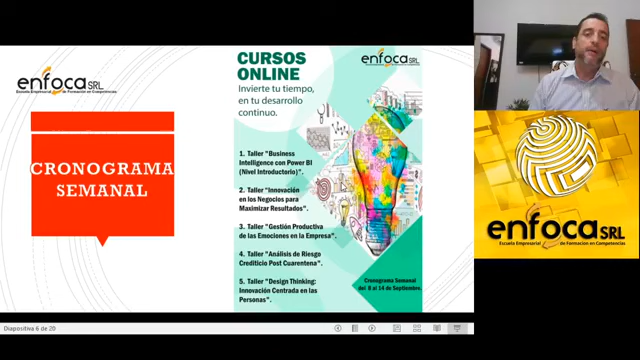 enfoca SRL
Escuela Empresarial de Formación en Competencias
CRONOGRAMA
SEMANAL
CURSOS
ONLINE
Invierte tu tiempo,
en tu desarrollo
continuo.
enfoca SRL
1. Taller "Business
Intelligence con Power BI
(Nivel Introductorio)".
2. Taller "Innovación
en los Negocios para
Maximizar Resultados".
3. Taller "Gestión Productiva
de las Emociones en la Empresa".
4. Taller "Análisis de Riesgo
Crediticio Post Cuarentena".
5. Taller "Design Thinking:
Innovación Centrada en las
Personas".
Cronograma Semanal
del 8 al 14 de Septiembre.
enfoca SRL
Escuela Empresarial de Formación en Competencias
Diapositiva 6 de 20